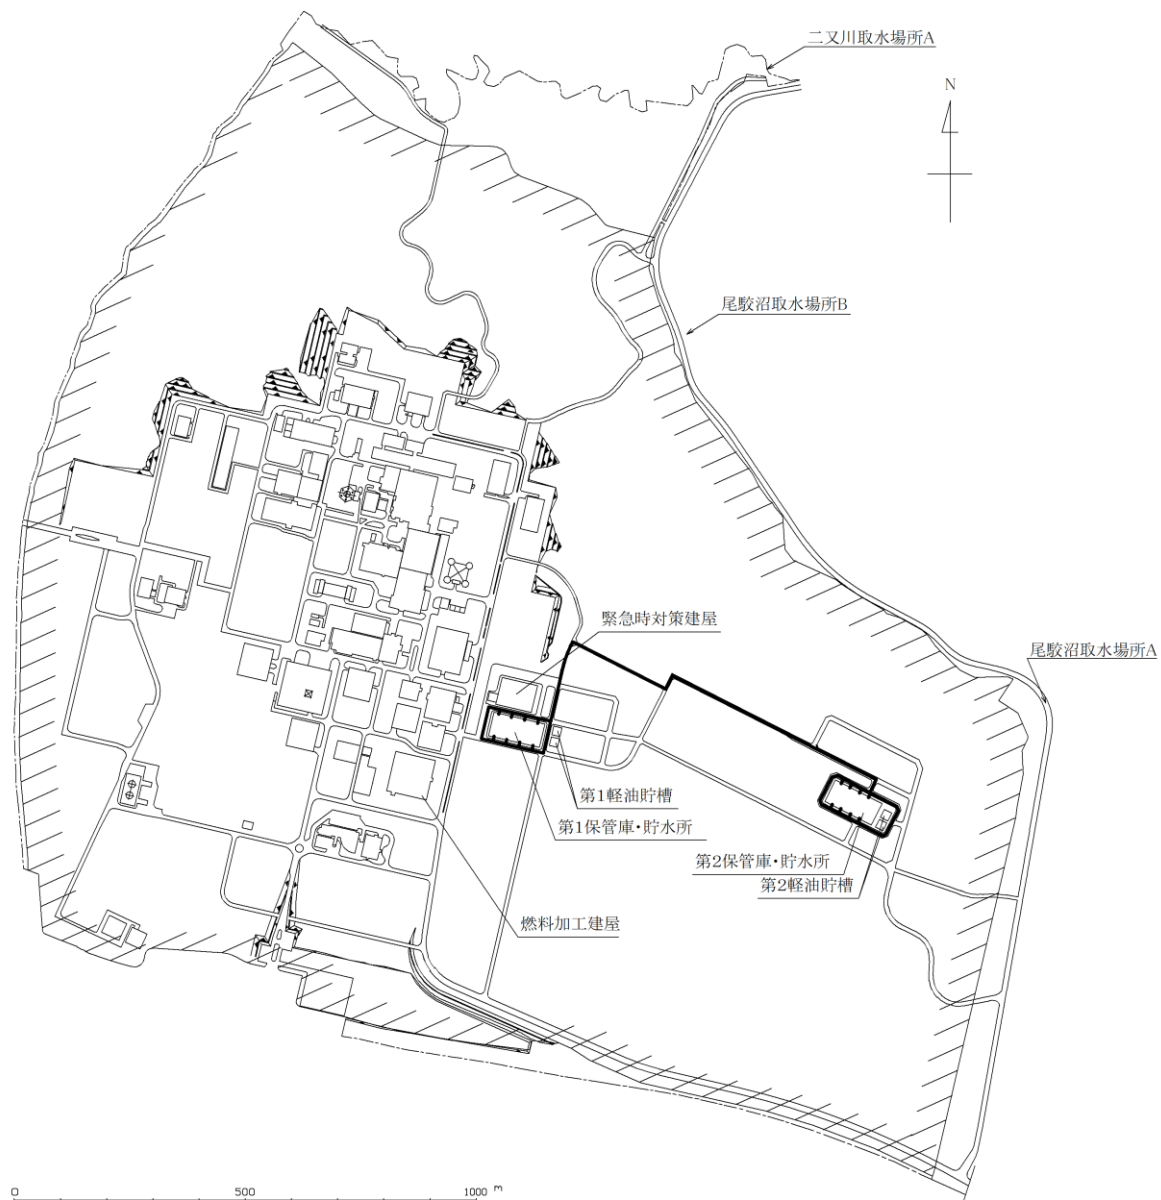 二又川取水場所A
N
尾駮沼取水場所B
緊急時対策建屋
尾駮沼取水場所A
第1軽油貯槽
第1保管庫・貯水所
第2保管庫・貯水所
第2軽油貯槽
燃料加工建屋
0 500 1000 m